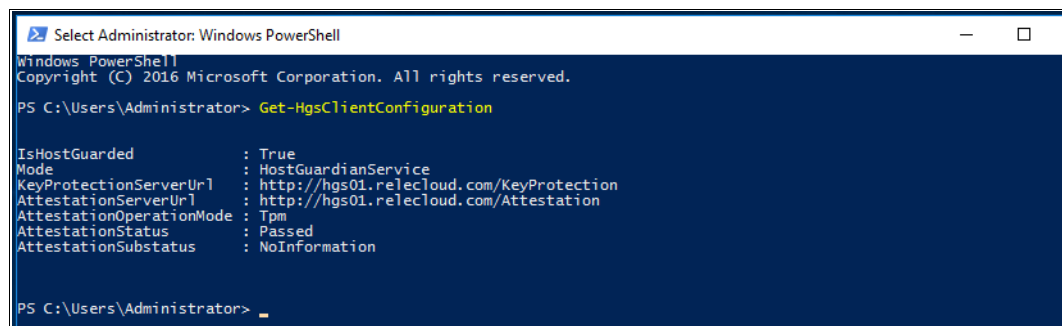 Select Administrator: Windows PowerShell
Windows PowerShell
Copyright (C) 2016 Microsoft Corporation. All rights reserved.
PS C:\Users\Administrator> Get-HgsClientConfiguration
IsHostGuarded : True
Mode : HostGuardianService
KeyProtectionServerUrl : http://hgs01.relecloud.com/KeyProtection
AttestationServerUrl : http://hgs01.relecloud.com/Attestation
AttestationOperationMode : Tpm
AttestationStatus : Passed
AttestationSubstatus : NoInformation
PS C:\Users\Administrator>